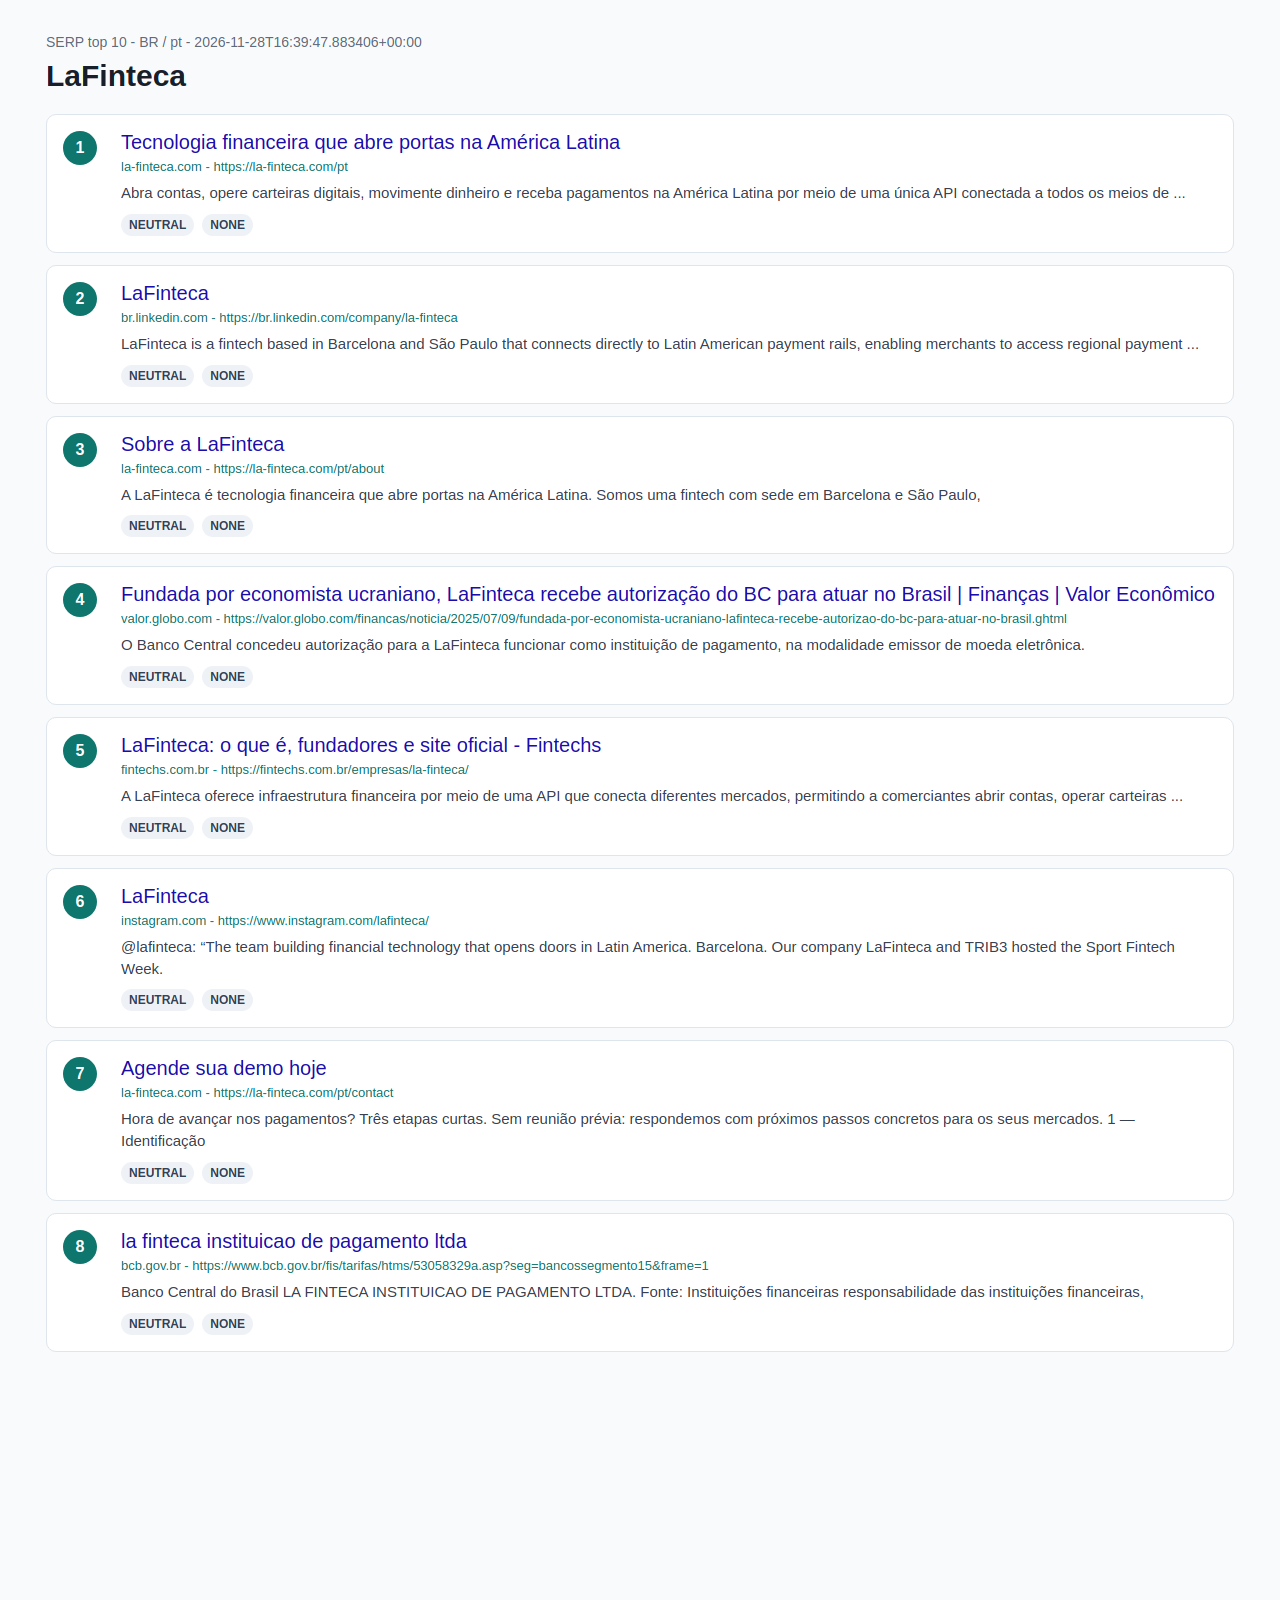 SERP top 10 - BR / pt - 2026-11-28T16:39:47.883406+00:00
LaFinteca
1
Tecnologia financeira que abre portas na América Latina
la-finteca.com - https://la-finteca.com/pt
Abra contas, opere carteiras digitais, movimente dinheiro e receba pagamentos na América Latina por meio de uma única API conectada a todos os meios de ...
NEUTRAL NONE
2
LaFinteca
br.linkedin.com - https://br.linkedin.com/company/la-finteca
LaFinteca is a fintech based in Barcelona and São Paulo that connects directly to Latin American payment rails, enabling merchants to access regional payment ...
NEUTRAL NONE
3
Sobre a LaFinteca
la-finteca.com - https://la-finteca.com/pt/about
A LaFinteca é tecnologia financeira que abre portas na América Latina. Somos uma fintech com sede em Barcelona e São Paulo,
NEUTRAL NONE
4
Fundada por economista ucraniano, LaFinteca recebe autorização do BC para atuar no Brasil | Finanças | Valor Econômico
valor.globo.com - https://valor.globo.com/financas/noticia/2025/07/09/fundada-por-economista-ucraniano-lafinteca-recebe-autorizao-do-bc-para-atuar-no-brasil.ghtml
O Banco Central concedeu autorização para a LaFinteca funcionar como instituição de pagamento, na modalidade emissor de moeda eletrônica.
NEUTRAL NONE
5
LaFinteca: o que é, fundadores e site oficial - Fintechs
fintechs.com.br - https://fintechs.com.br/empresas/la-finteca/
A LaFinteca oferece infraestrutura financeira por meio de uma API que conecta diferentes mercados, permitindo a comerciantes abrir contas, operar carteiras ...
NEUTRAL NONE
6
LaFinteca
instagram.com - https://www.instagram.com/lafinteca/
@lafinteca: “The team building financial technology that opens doors in Latin America. Barcelona. Our company LaFinteca and TRIB3 hosted the Sport Fintech
Week.
NEUTRAL NONE
7
Agende sua demo hoje
la-finteca.com - https://la-finteca.com/pt/contact
Hora de avançar nos pagamentos? Três etapas curtas. Sem reunião prévia: respondemos com próximos passos concretos para os seus mercados. 1 —
Identificação
NEUTRAL NONE
8
la finteca instituicao de pagamento ltda
bcb.gov.br - https://www.bcb.gov.br/fis/tarifas/htms/53058329a.asp?seg=bancossegmento15&frame=1
Banco Central do Brasil LA FINTECA INSTITUICAO DE PAGAMENTO LTDA. Fonte: Instituições financeiras responsabilidade das instituições financeiras,
NEUTRAL NONE